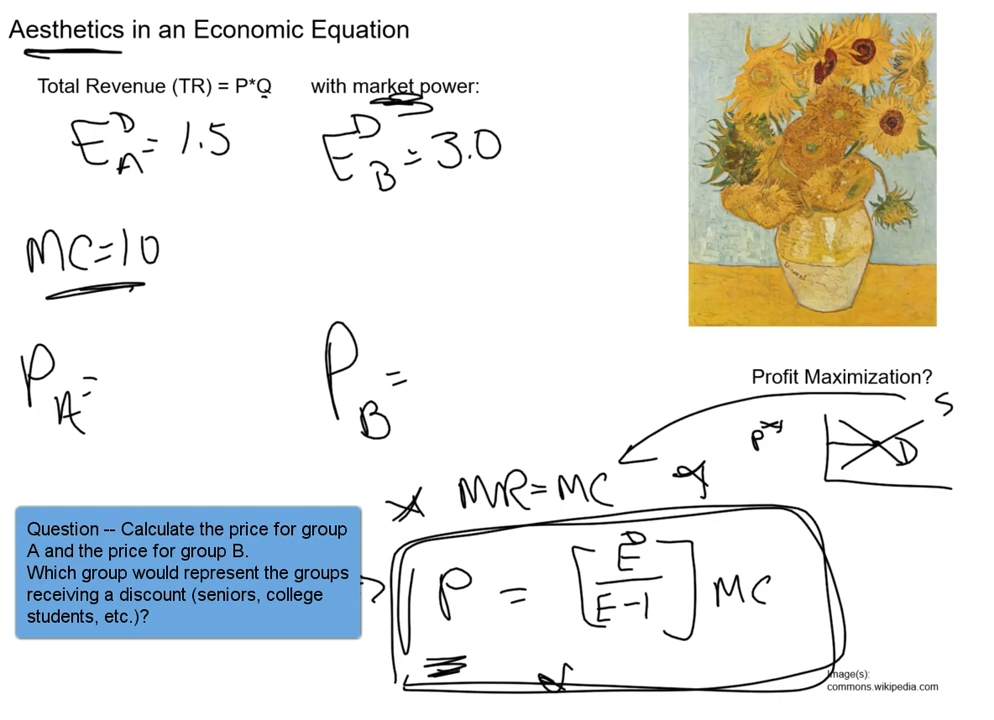 Aesthetics in an Economic Equation
Total Revenue (TR) = P*Q with market power:
E^D_A = 1.5 E^D_B = 3.0
MC=10
P_A = P_B =
Profit Maximization?
S
P^*
D
MR=MC
Question -- Calculate the price for group
A and the price for group B.
Which group would represent the groups
receiving a discount (seniors, college
students, etc.)?
P = [E^D / E-1] MC
Image(s):
commons.wikipedia.com